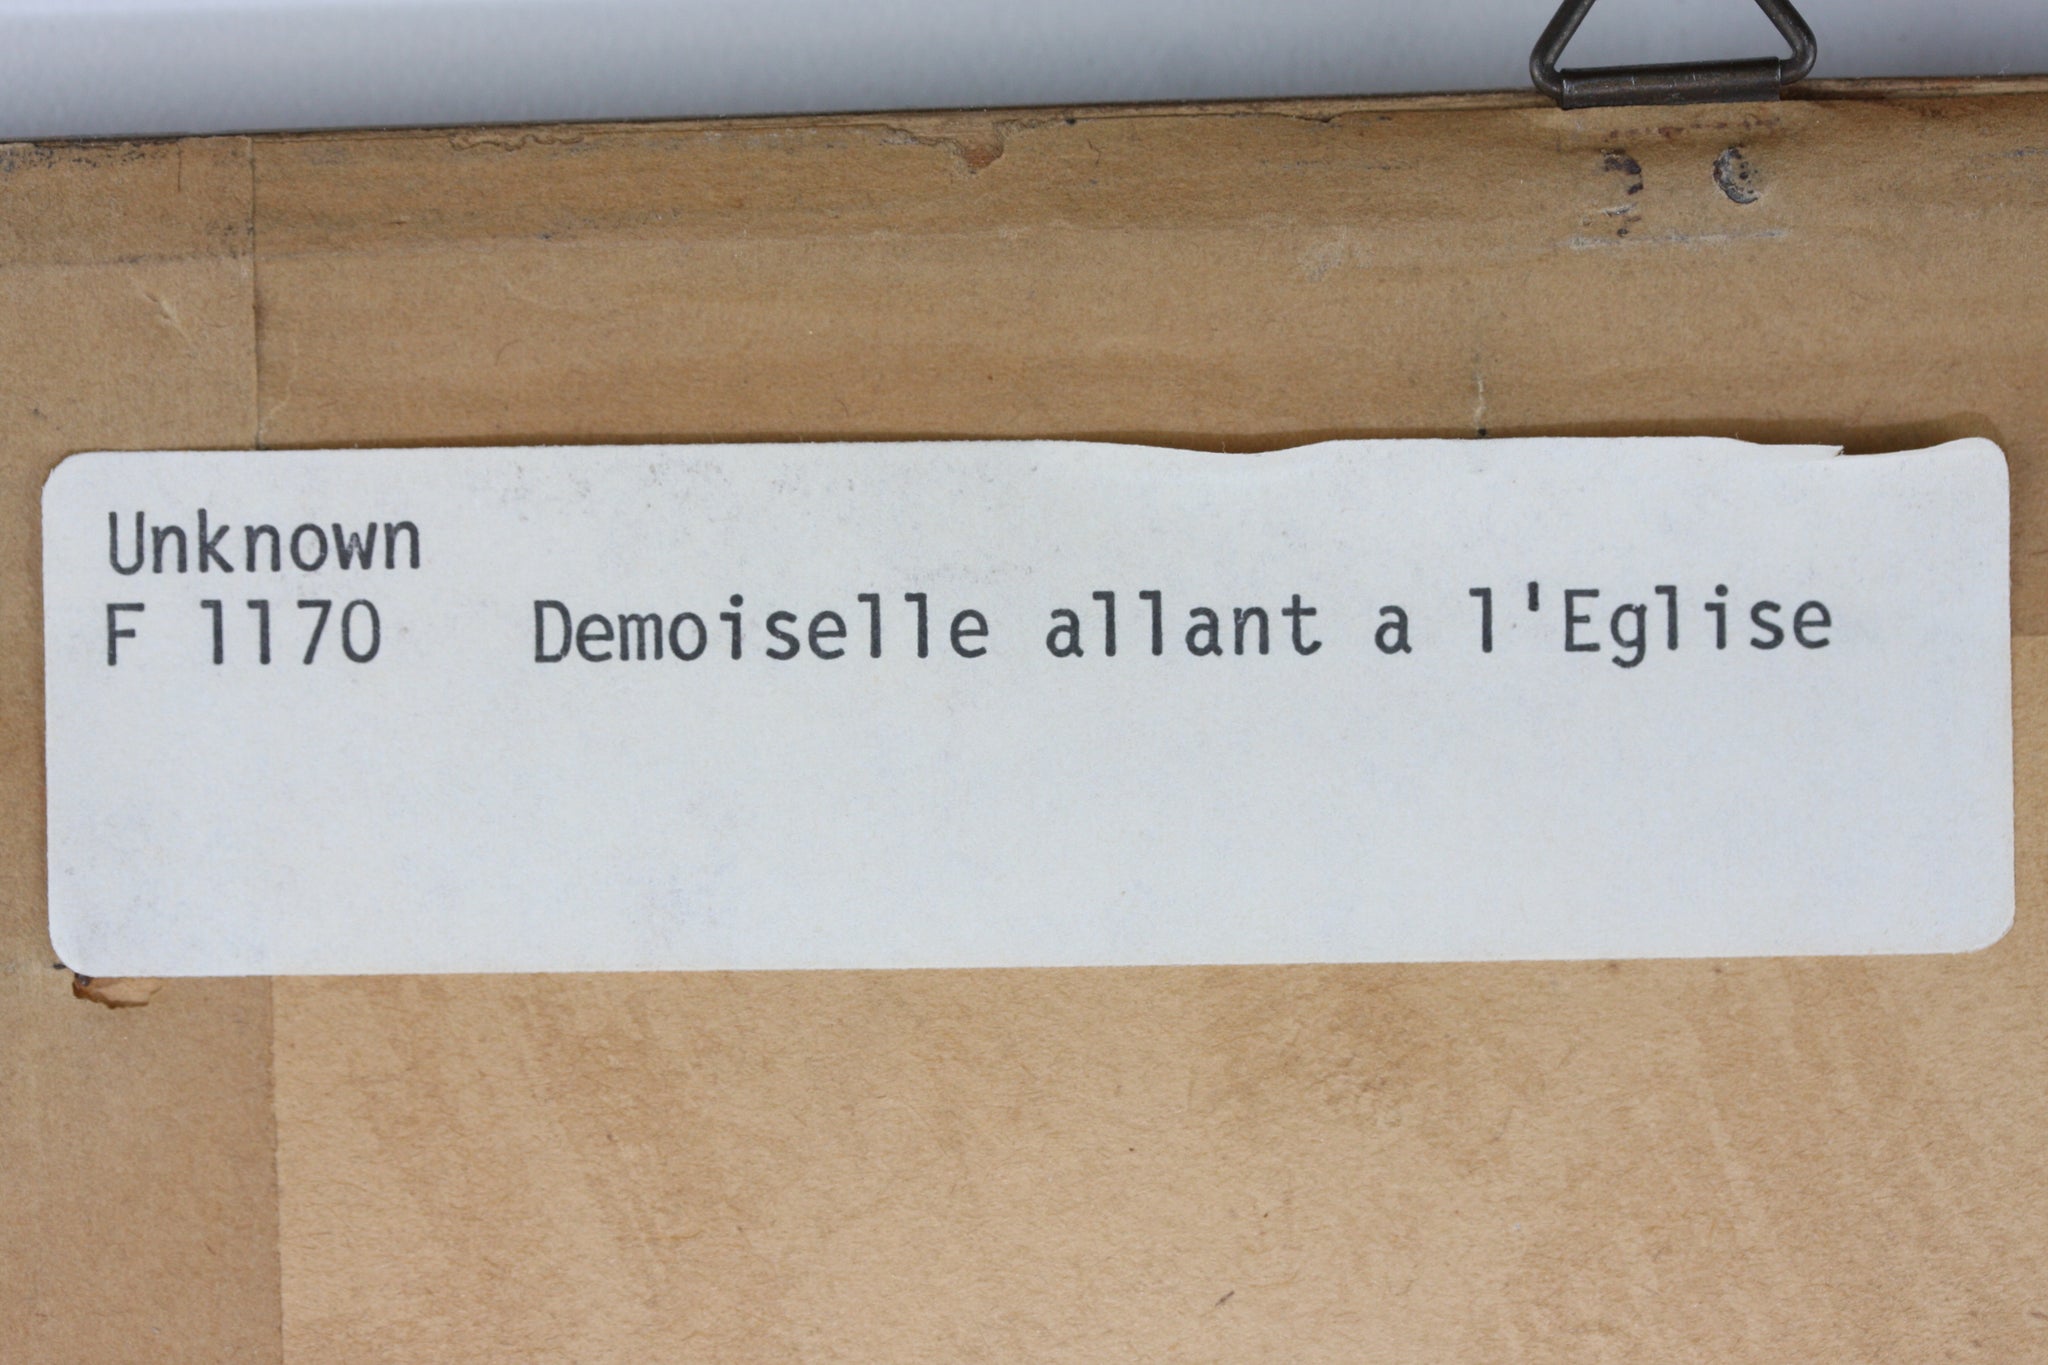 Unknown
F 1170 Demoiselle allant a l'Eglise